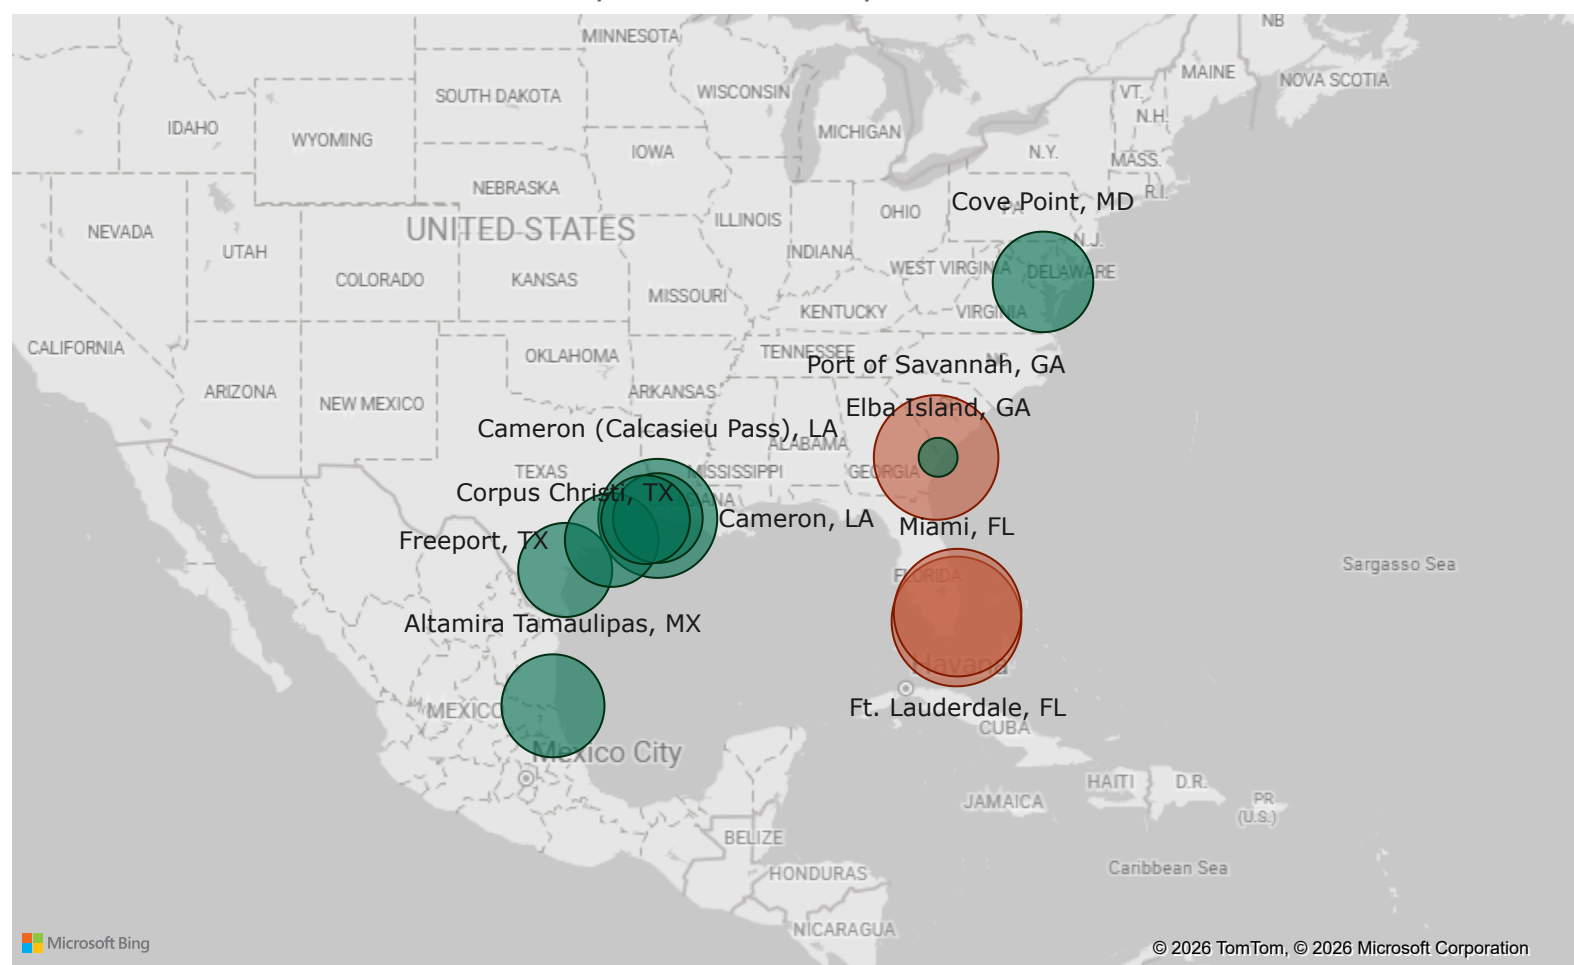 NB
MINNESOTA
MAINE
NOVA SCOTIA
SOUTH DAKOTA
WISCONSIN
VT.
N.H.
IDAHO
WYOMING
MICHIGAN
IOWA
N.Y.
MASS.
NEBRASKA
R.I.
Cove Point, MD
PA
OHIO
ILLINOIS
NEVADA
UNITED STATES
N.J.
UTAH
INDIANA
WEST VIRGINIA
DELAWARE
COLORADO
KANSAS
MISSOURI
KENTUCKY
VIRGINIA
CALIFORNIA
OKLAHOMA
TENNESSEE
NC
Port of Savannah, GA
ARIZONA
NEW MEXICO
ARKANSAS
Elba Island, GA
Cameron (Calcasieu Pass), LA
ALABAMA
TEXAS
MISSISSIPPI
GEORGIA
Corpus Christi, TX
Cameron, LA
Miami, FL
Freeport, TX
Sargasso Sea
FLORIDA
Altamira Tamaulipas, MX
Havana
MEXICO
Ft. Lauderdale, FL
CUBA
Mexico City
HAITI
D.R.
JAMAICA
PR
(U.S.)
BELIZE
HONDURAS
Caribbean Sea
NICARAGUA
Microsoft Bing
© 2026 TomTom, © 2026 Microsoft Corporation